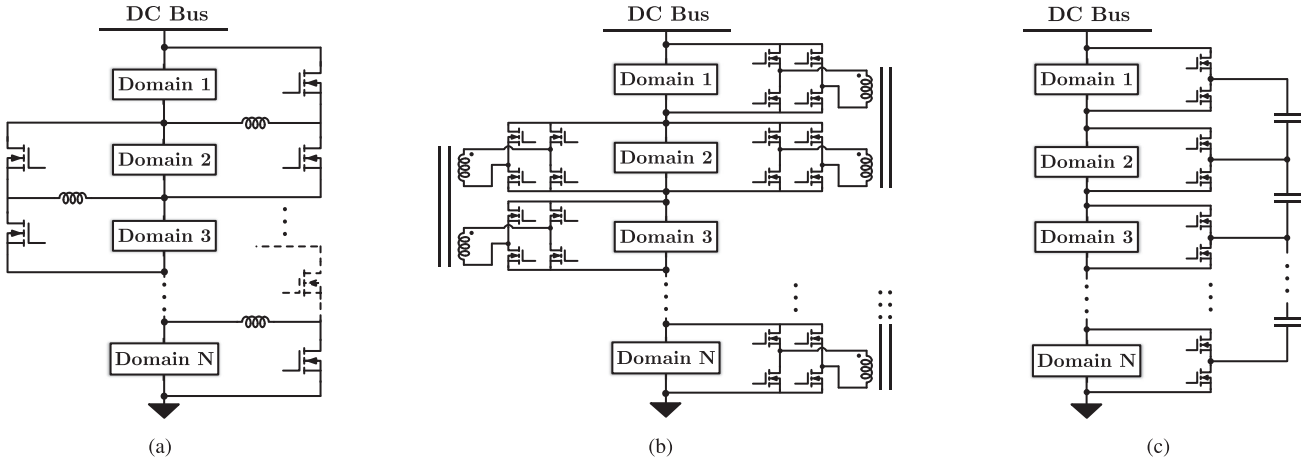 DC Bus
Domain 1
Domain 2
Domain 3
Domain N
(a)
DC Bus
Domain 1
Domain 2
Domain 3
Domain N
(b)
DC Bus
Domain 1
Domain 2
Domain 3
Domain N
(c)